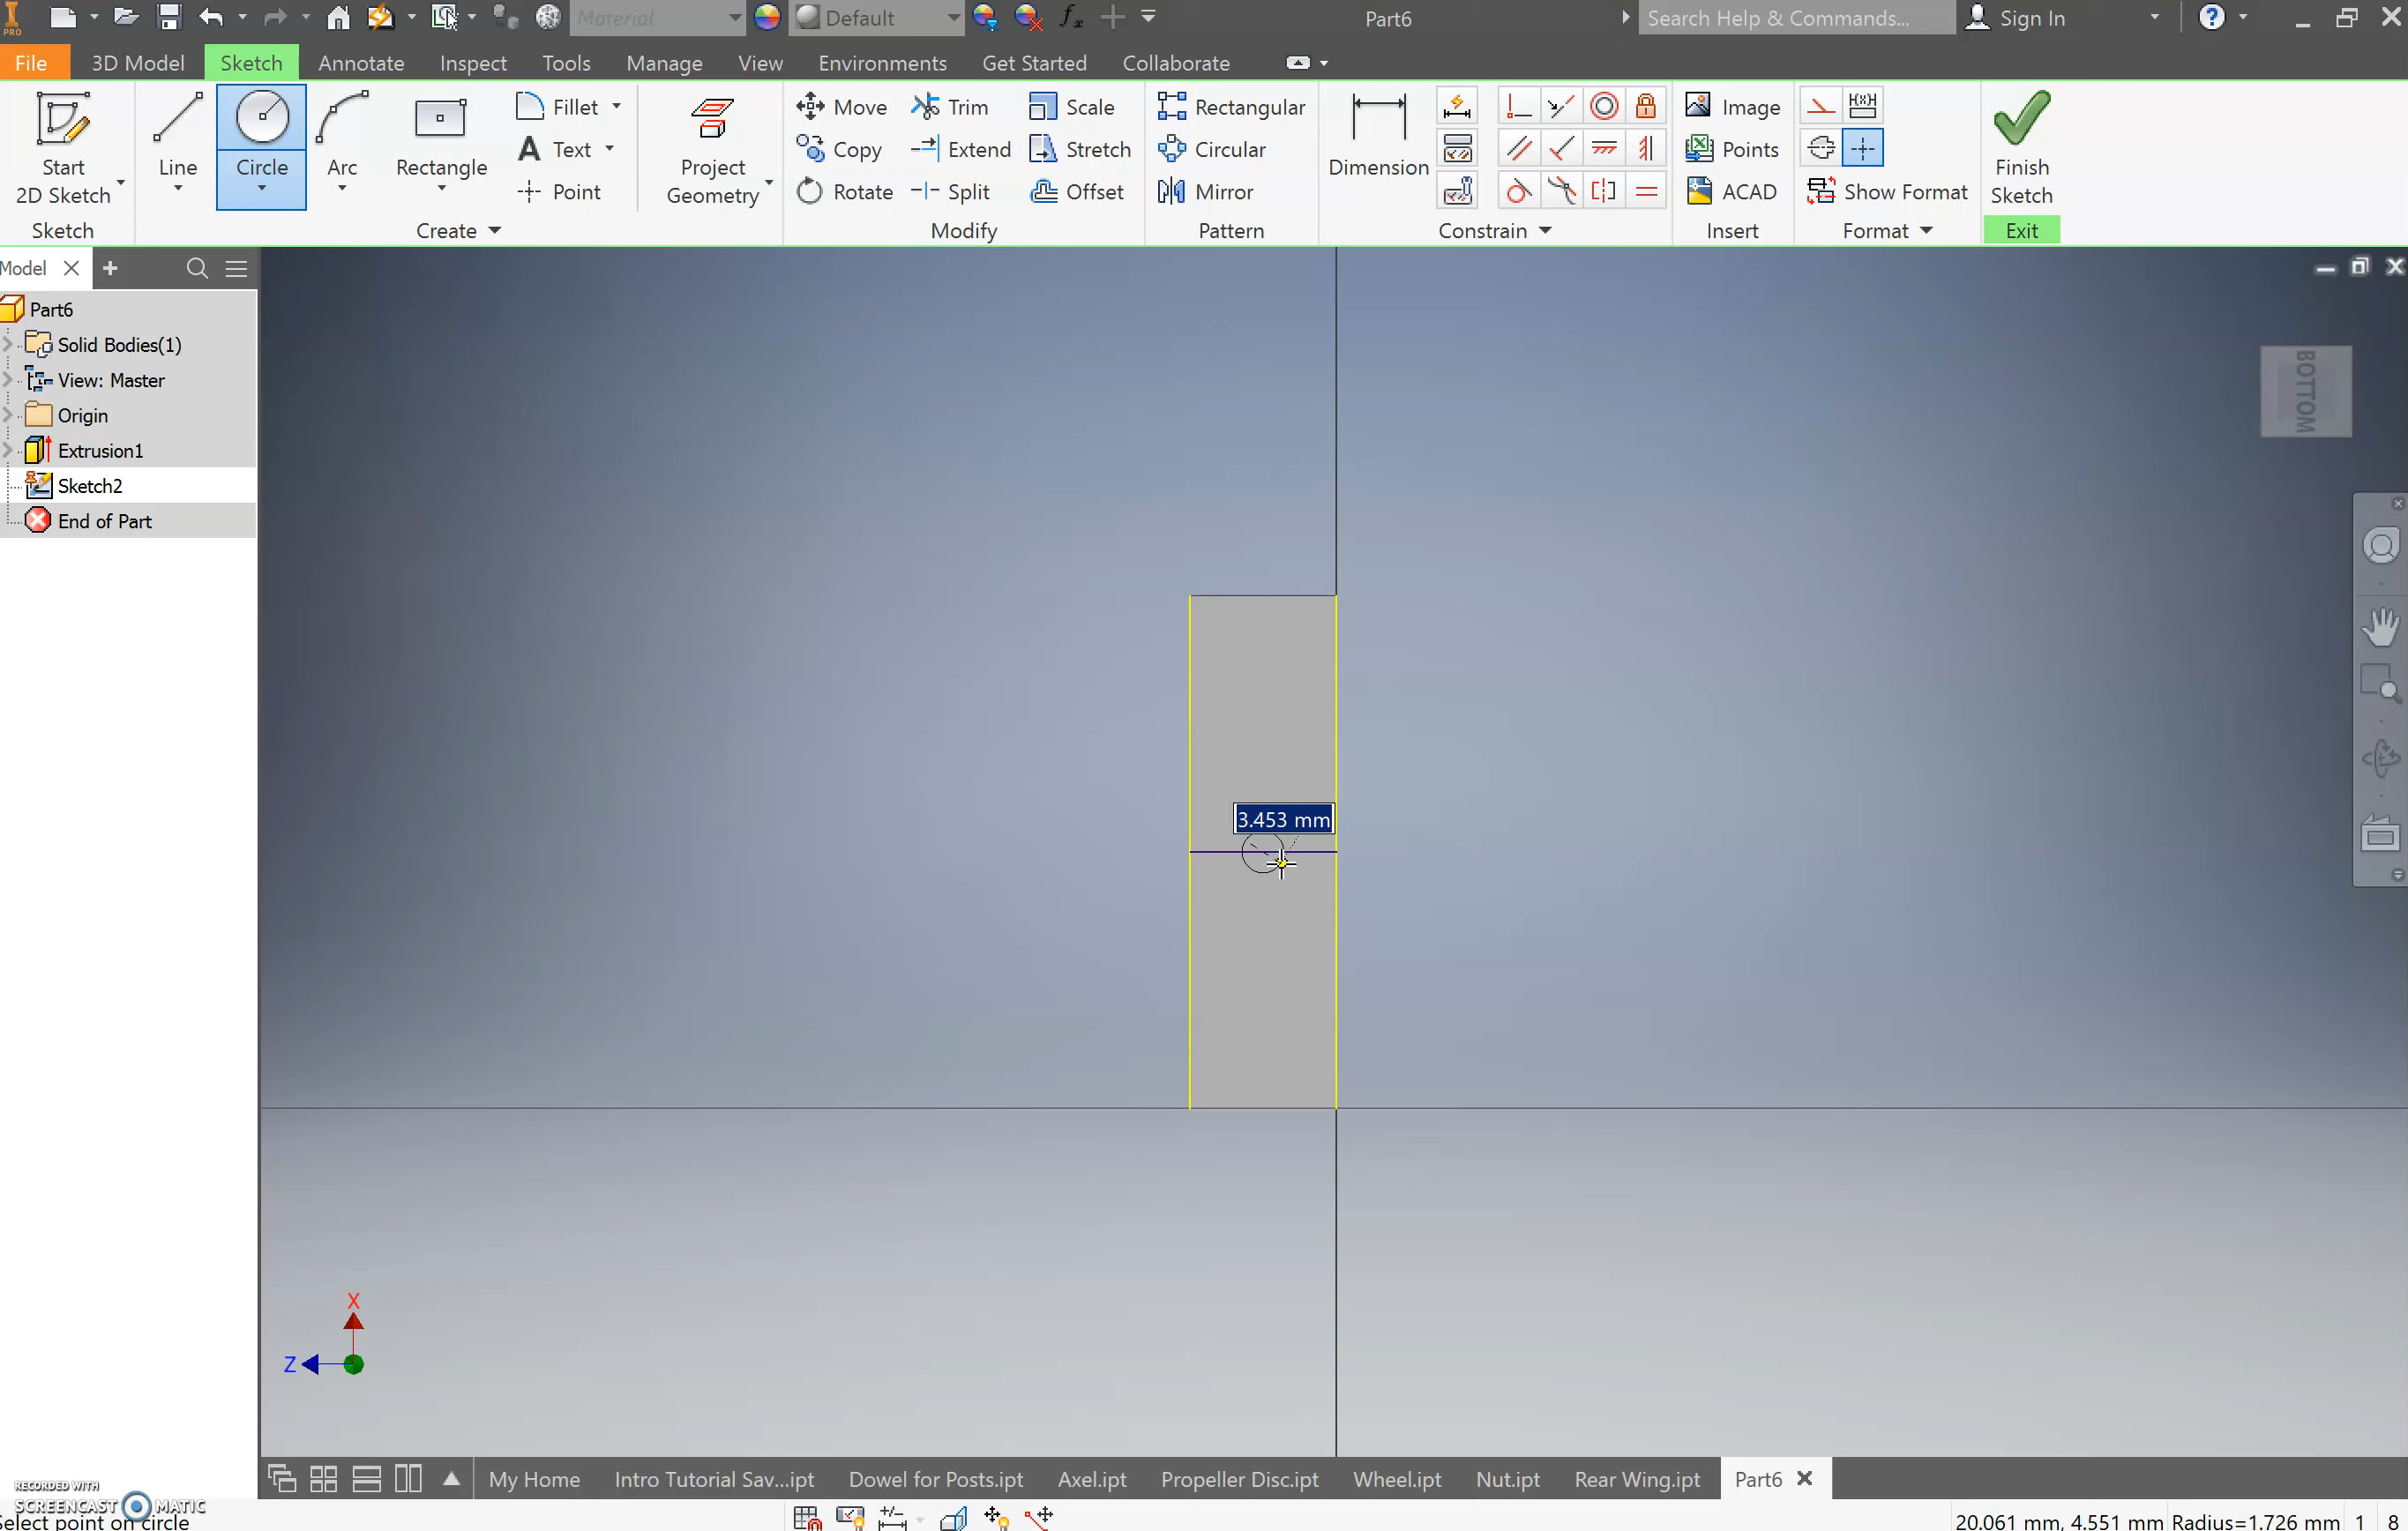 PRO
Material
Default
Part6
Search Help & Commands...
Sign In
File
3D Model
Sketch
Annotate
Inspect
Tools
Manage
View
Environments
Get Started
Collaborate
Start
2D Sketch
Line
Circle
Arc
Rectangle
Fillet
Text
Point
Project
Geometry
Move
Copy
Rotate
Trim
Extend
Split
Scale
Stretch
Offset
Rectangular
Circular
Mirror
Dimension
Image
Points
ACAD
Show Format
Finish
Sketch
Sketch
Create
Modify
Pattern
Constrain
Insert
Format
Exit
Model
Part6
Solid Bodies(1)
View: Master
Origin
Extrusion1
Sketch2
End of Part
BOTTOM
3.453 mm
X
Z
My Home
Intro Tutorial Sav...ipt
Dowel for Posts.ipt
Axel.ipt
Propeller Disc.ipt
Wheel.ipt
Nut.ipt
Rear Wing.ipt
Part6
RECORDED WITH
SCREENCAST MATIC
Select point on circle
20.061 mm, 4.551 mm Radius=1.726 mm 1 8